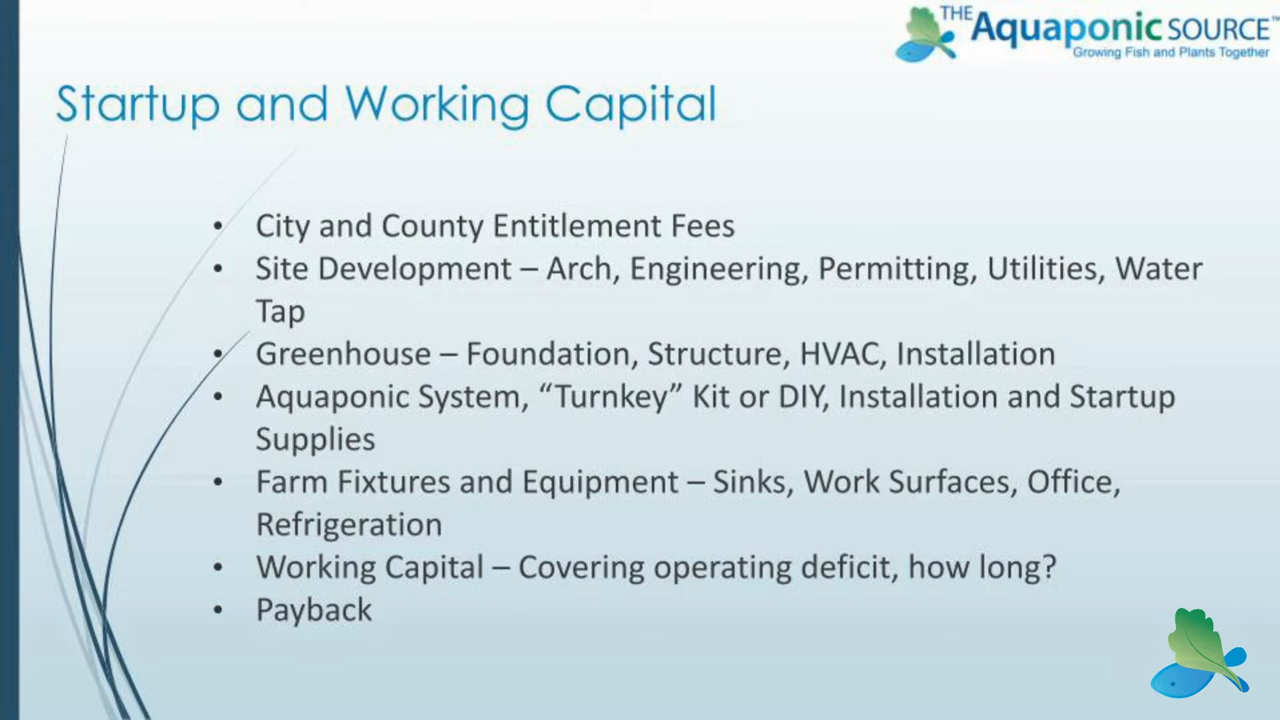 THE Aquaponic SOURCE™
Growing Fish and Plants Together
Startup and Working Capital
• City and County Entitlement Fees
• Site Development – Arch, Engineering, Permitting, Utilities, Water
Tap
• Greenhouse – Foundation, Structure, HVAC, Installation
• Aquaponic System, “Turnkey” Kit or DIY, Installation and Startup
Supplies
• Farm Fixtures and Equipment – Sinks, Work Surfaces, Office,
Refrigeration
• Working Capital – Covering operating deficit, how long?
• Payback